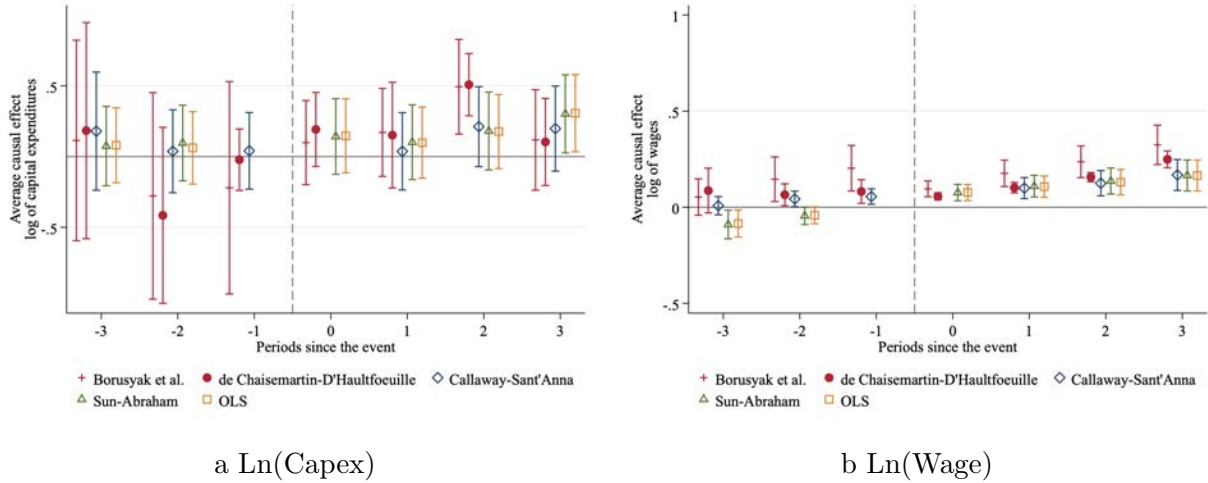 Average causal effect
log of capital expenditures
.5
-.5
-3 -2 -1 0 1 2 3
Periods since the event
Borusyak et al. de Chaisemartin-D'Haultfoeuille Callaway-Sant'Anna
Sun-Abraham OLS
a Ln(Capex)
Average causal effect
log of wages
1
.5
0
-.5
-3 -2 -1 0 1 2 3
Periods since the event
Borusyak et al. de Chaisemartin-D'Haultfoeuille Callaway-Sant'Anna
Sun-Abraham OLS
b Ln(Wage)